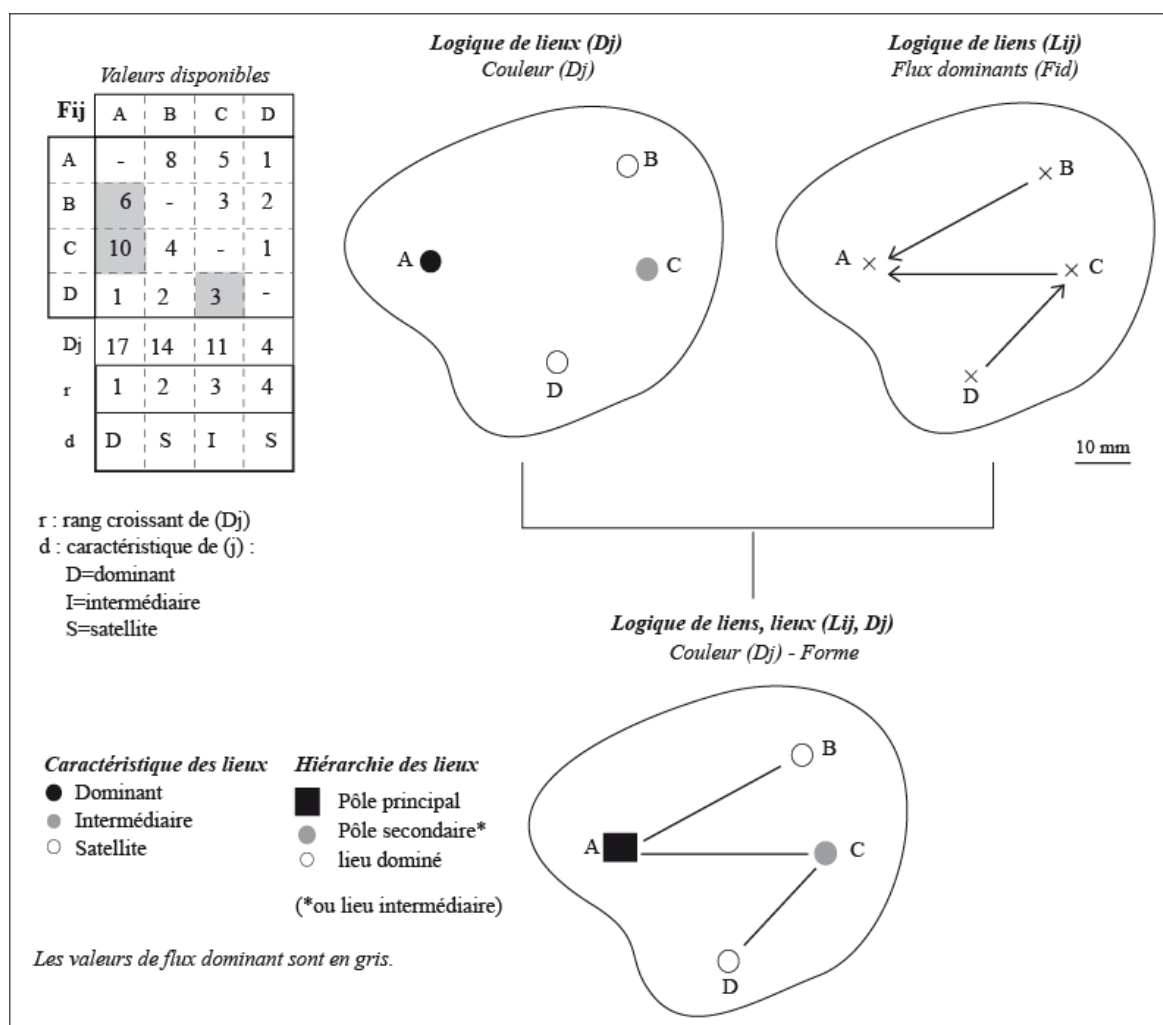 Valeurs disponibles
Fij A B C D
A - 8 5 1
B 6 - 3 2
C 10 4 - 1
D 1 2 3 -
Dj 17 14 11 4
r 1 2 3 4
d D S I S
r : rang croissant de (Dj)
d : caractéristique de (j) :
D=dominant
I=intermédiaire
S=satellite
Logique de lieux (Dj)
Couleur (Dj)
B
A
C
D
Logique de liens (Lij)
Flux dominants (Fid)
B
A
C
D
10 mm
Logique de liens, lieux (Lij, Dj)
Couleur (Dj) - Forme
B
A
C
D
Caractéristique des lieux
Dominant
Intermédiaire
Satellite
Hiérarchie des lieux
Pôle principal
Pôle secondaire*
lieu dominé
(*ou lieu intermédiaire)
Les valeurs de flux dominant sont en gris.